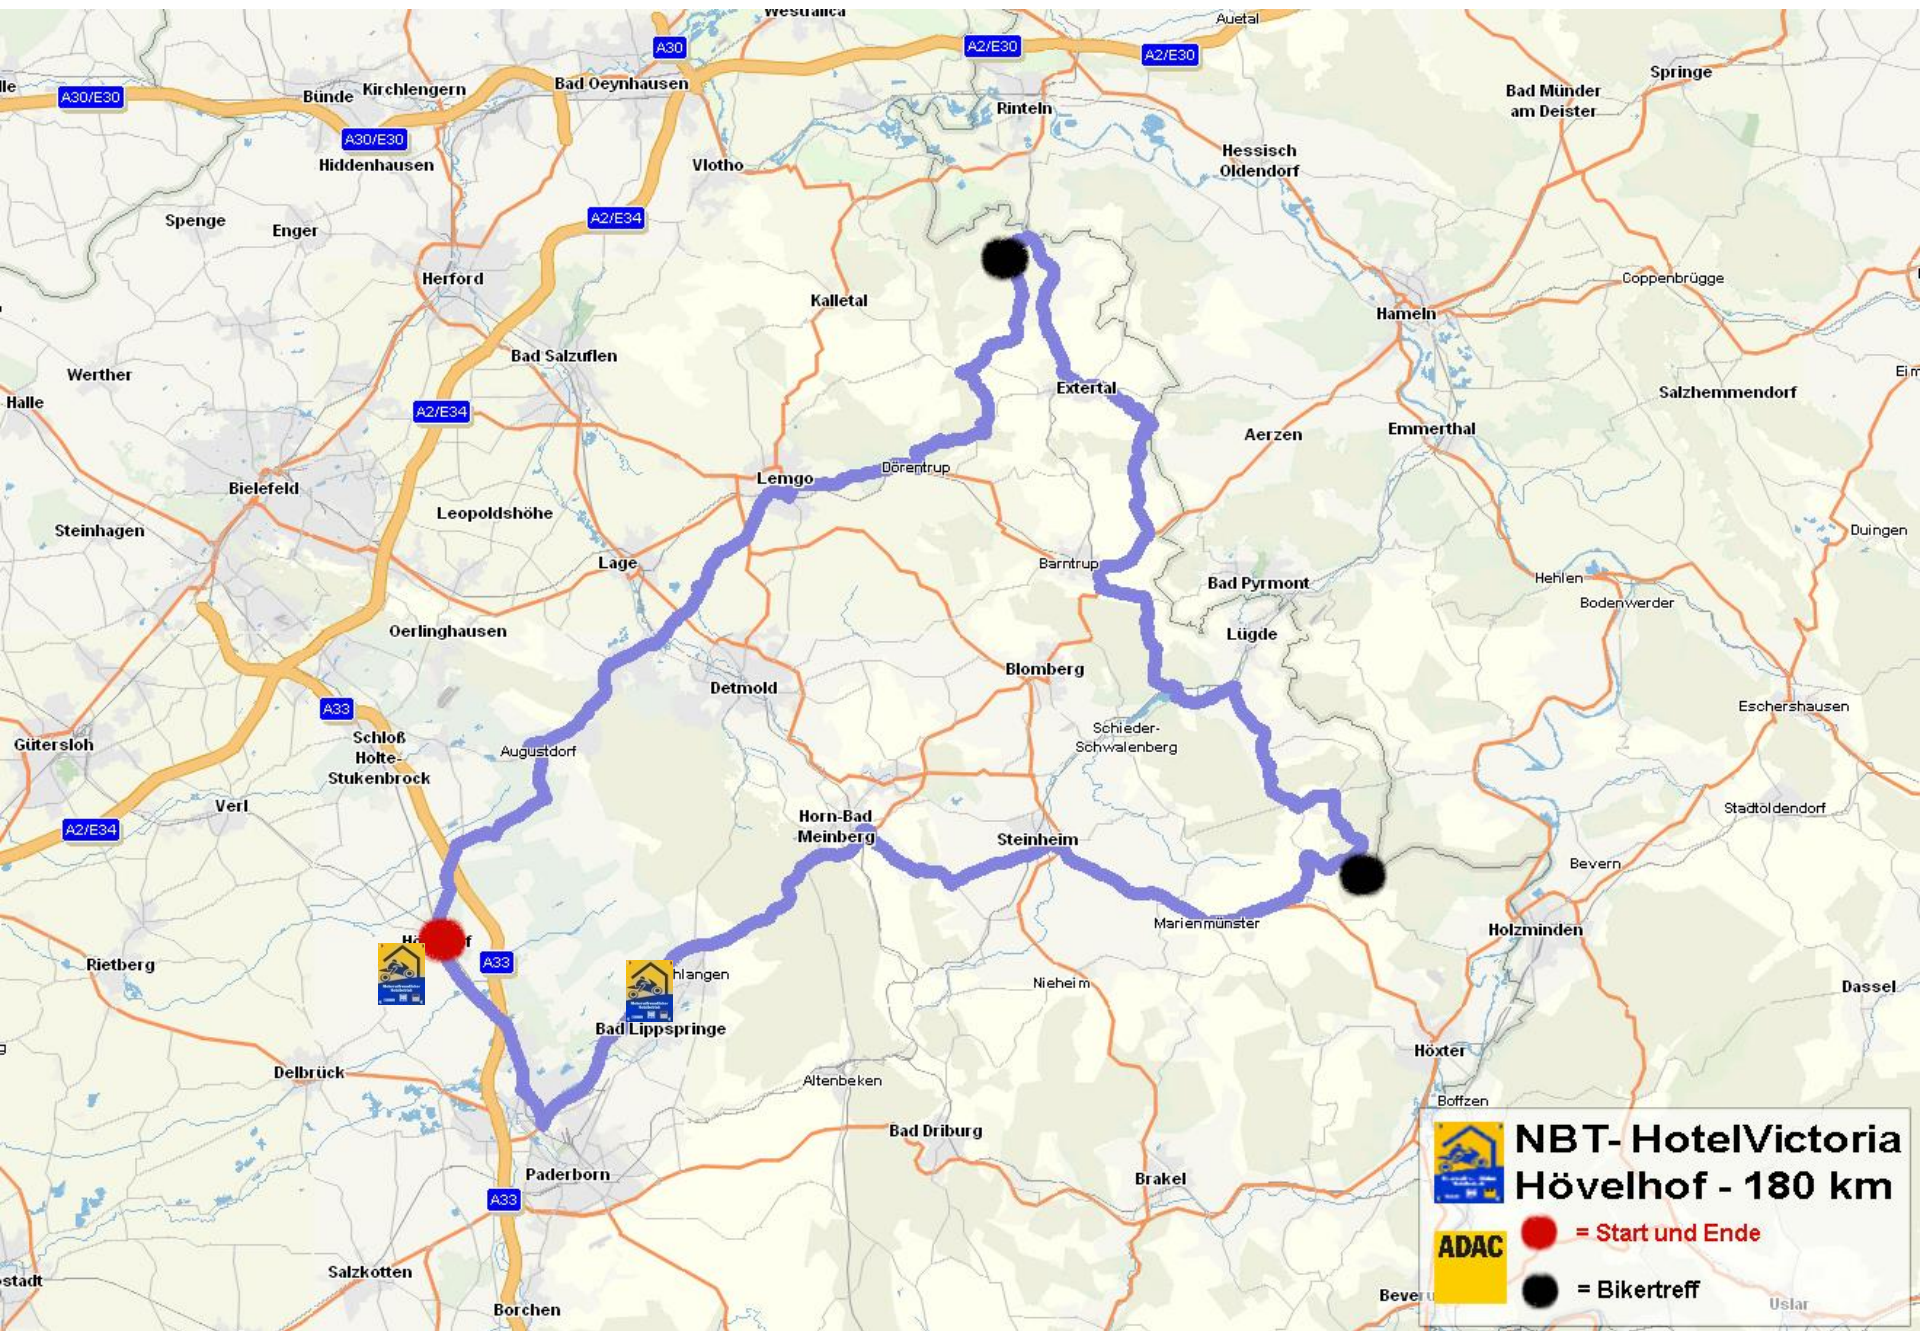 Westfalica
Auetal
A30
A2/E30
A2/E30
Springe
Bad Oeynhausen
Kirchlengern
Bünde
A30/E30
lle
Bad Münder
am Deister
Rinteln
A30/E30
Hiddenhausen
Vlotho
Hessisch
Oldendorf
Spenge
Enger
A2/E34
Herford
Coppenbrügge
Kalletal
Hameln
Bad Salzuflen
Werther
Halle
Extertal
Salzhemmendorf
A2/E34
Aerzen
Emmerthal
Dörentrup
Lemgo
Bielefeld
Leopoldshöhe
Steinhagen
Duingen
Lage
Barntrup
Bad Pyrmont
Hehlen
Bodenwerder
Oerlinghausen
Lügde
Blomberg
Detmold
A33
Eschershausen
Schieder-
Schwalenberg
Schloß
Holte-
Stukenbrock
Gütersloh
Augustdorf
Verl
Stadtoldendorf
A2/E34
Horn-Bad
Meinberg
Steinheim
Bevern
Marienmünster
Holzminden
Hö f
A33
Rietberg
hlangen
Nieheim
Dassel
Bad Lippspringe
Höxter
Delbrück
Altenbeken
Boffzen
Bad Driburg
Paderborn
Brakel
A33
Salzkotten
stadt
Borchen
Beveru
Uslar
NBT- HotelVictoria
Hövelhof - 180 km
= Start und Ende
ADAC
= Bikertreff